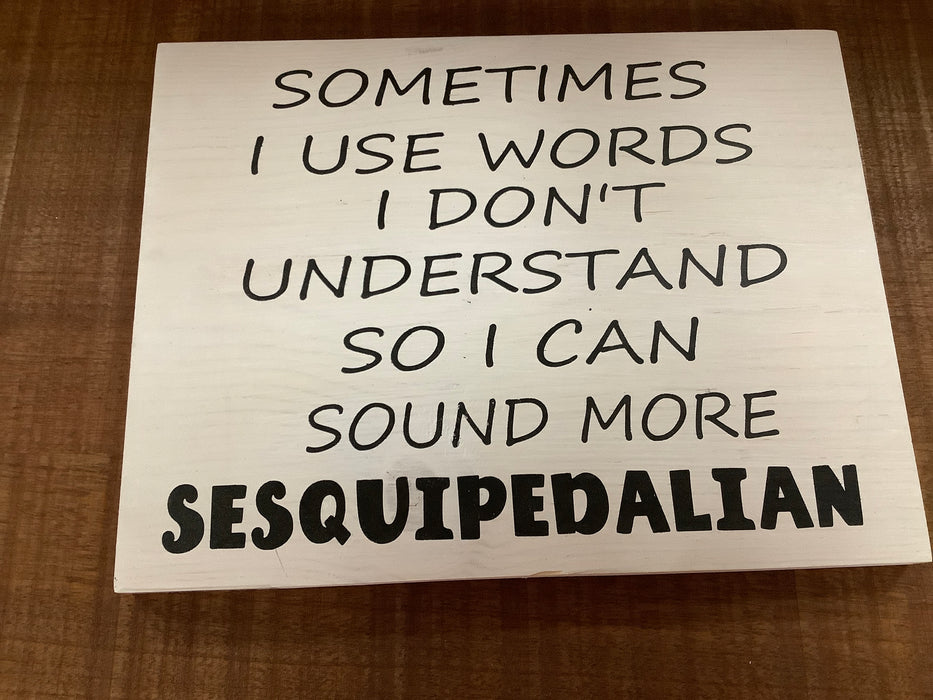 SOMETIMES
I USE WORDS
I DON'T
UNDERSTAND
SO I CAN
SOUND MORE
SESQUIPEDALIAN